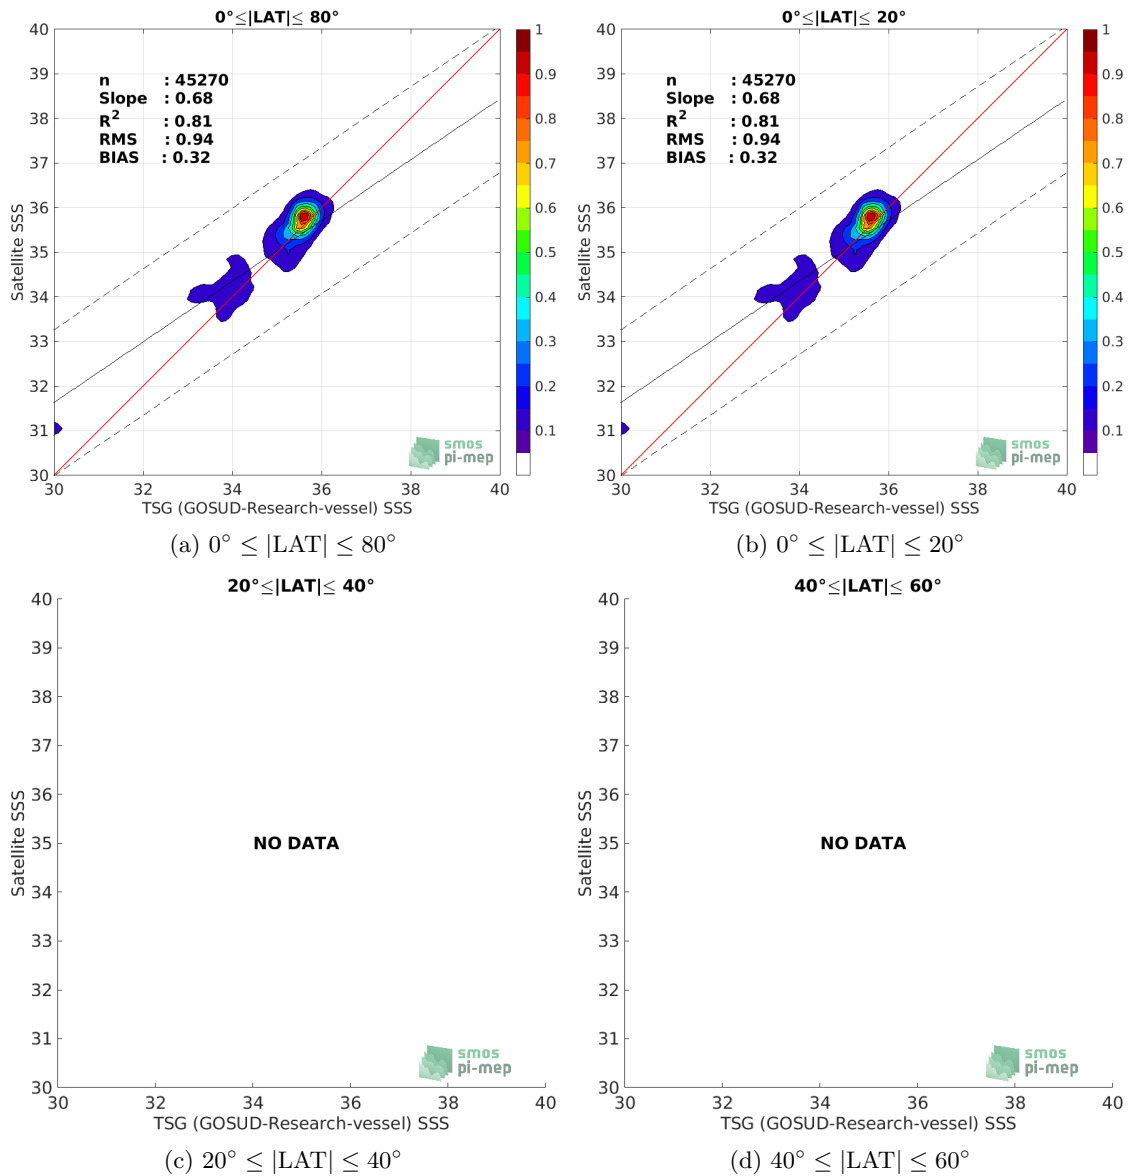 0°≤|LAT|≤ 80°
40
39
38
37
36
35
34
33
32
31
30
Satellite SSS
n : 45270
Slope : 0.68
R2 : 0.81
RMS : 0.94
BIAS : 0.32
1
0.9
0.8
0.7
0.6
0.5
0.4
0.3
0.2
0.1
smos
pi-mep
30 32 34 36 38 40
TSG (GOSUD-Research-vessel) SSS
(a) 0° ≤ |LAT| ≤ 80°
0°≤|LAT|≤ 20°
40
39
38
37
36
35
34
33
32
31
30
Satellite SSS
n : 45270
Slope : 0.68
R2 : 0.81
RMS : 0.94
BIAS : 0.32
1
0.9
0.8
0.7
0.6
0.5
0.4
0.3
0.2
0.1
smos
pi-mep
30 32 34 36 38 40
TSG (GOSUD-Research-vessel) SSS
(b) 0° ≤ |LAT| ≤ 20°
20°≤|LAT|≤ 40°
40
39
38
37
36
35
34
33
32
31
30
Satellite SSS
NO DATA
smos
pi-mep
30 32 34 36 38 40
TSG (GOSUD-Research-vessel) SSS
(c) 20° ≤ |LAT| ≤ 40°
40°≤|LAT|≤ 60°
40
39
38
37
36
35
34
33
32
31
30
Satellite SSS
NO DATA
smos
pi-mep
30 32 34 36 38 40
TSG (GOSUD-Research-vessel) SSS
(d) 40° ≤ |LAT| ≤ 60°